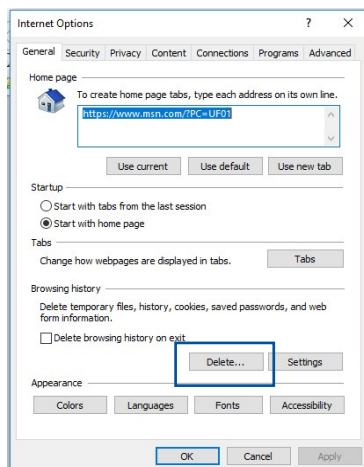 Internet Options ? X
General Security Privacy Content Connections Programs Advanced
Home page
To create home page tabs, type each address on its own line.
https://www.msn.com/?PC=UF01
Use current Use default Use new tab
Startup
Start with tabs from the last session
Start with home page
Tabs
Change how webpages are displayed in tabs. Tabs
Browsing history
Delete temporary files, history, cookies, saved passwords, and web
form information.
Delete browsing history on exit
Delete... Settings
Appearance
Colors Languages Fonts Accessibility
OK Cancel Apply